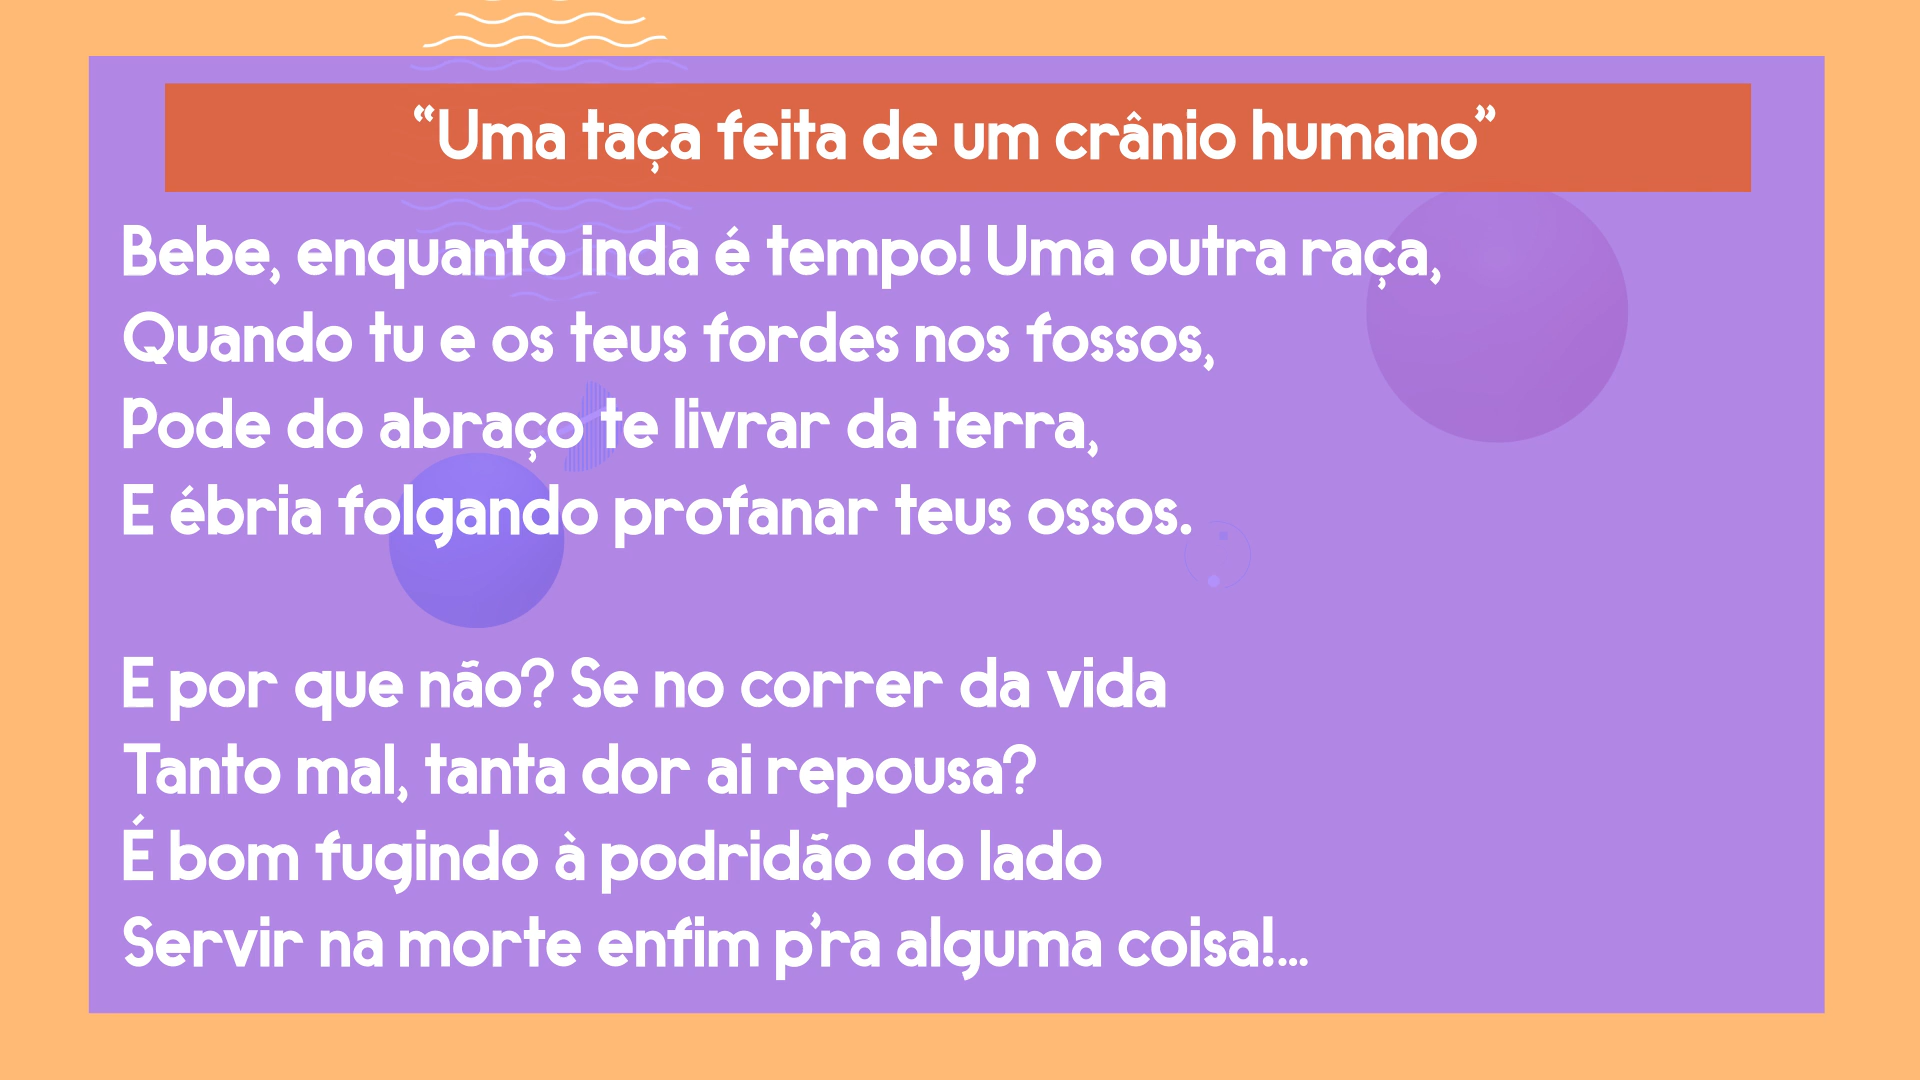 “Uma taça feita de um crânio humano”
Bebe, enquanto inda é tempo! Uma outra raça,
Quando tu e os teus fordes nos fossos,
Pode do abraço te livrar da terra,
E ébria folgando profanar teus ossos.
E por que não? Se no correr da vida
Tanto mal, tanta dor ai repousa?
É bom fugindo à podridão do lado
Servir na morte enfim p’ra alguma coisa!...